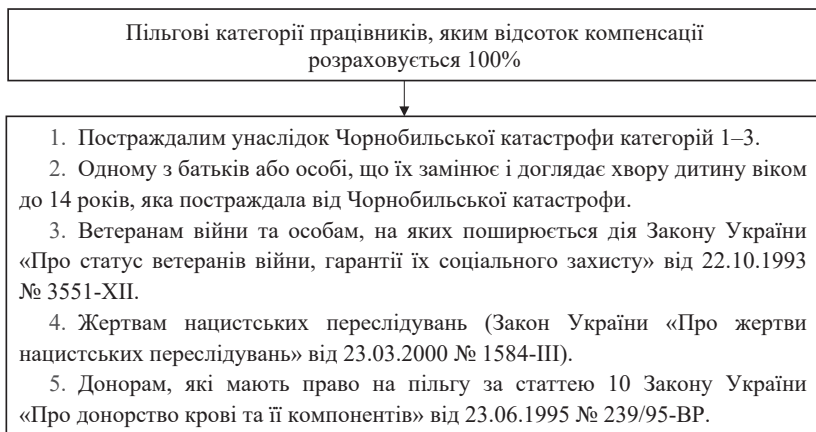 Пільгові категорії працівників, яким відсоток компенсації
розраховується 100%
1. Постраждалим унаслідок Чорнобильської катастрофи категорій 1–3.
2. Одному з батьків або особі, що їх замінює і доглядає хвору дитину віком
до 14 років, яка постраждала від Чорнобильської катастрофи.
3. Ветеранам війни та особам, на яких поширюється дія Закону України
«Про статус ветеранів війни, гарантії їх соціального захисту» від 22.10.1993
№ 3551-XII.
4. Жертвам нацистських переслідувань (Закон України «Про жертви
нацистських переслідувань» від 23.03.2000 № 1584-III).
5. Донорам, які мають право на пільгу за статтею 10 Закону України
«Про донорство крові та її компонентів» від 23.06.1995 № 239/95-ВР.